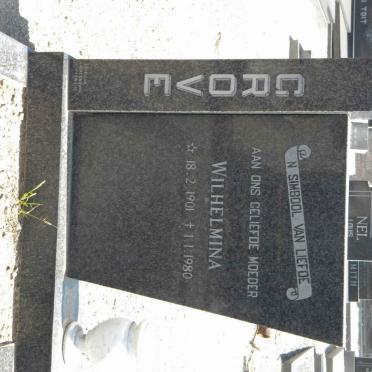 'N SIMBOOL VAN LIEFDE
AAN ONS GELIEFDE MOEDER
WILHELMINA
☆ 18.2.1901 ✝ 1.1.1980
GROVE
NEL